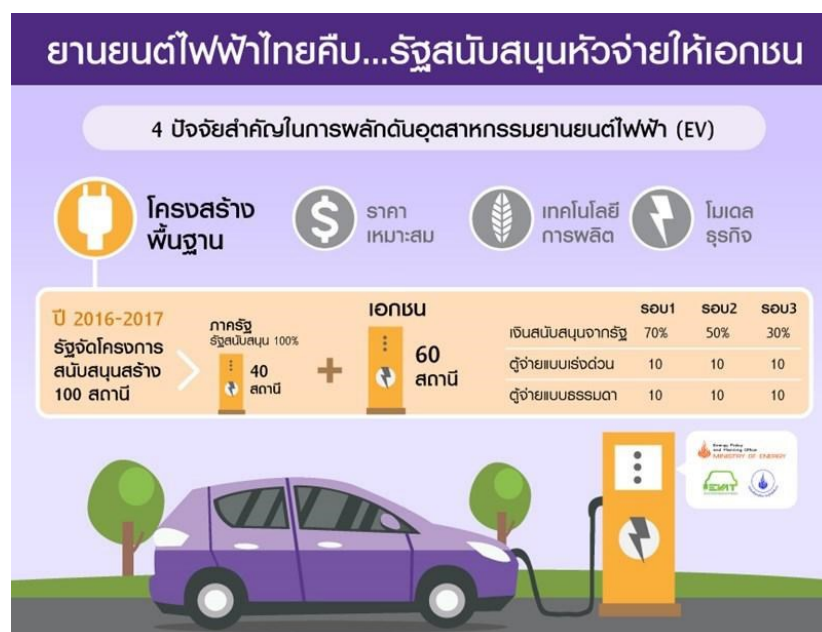 ยานยนต์ไฟฟ้าไทยคืบ...รัฐสนับสนุนหัวจ่ายให้เอกชน
4 ปัจจัยสำคัญในการผลักดันอุตสาหกรรมยานยนต์ไฟฟ้า (EV)
โครงสร้าง
พื้นฐาน
ราคา
เหมาะสม
เทคโนโลยี
การผลิต
โมเดล
ธุรกิจ
ปี 2016-2017
รัฐจัดโครงการ
สนับสนุนสร้าง
100 สถานี
ภาครัฐ
รัฐสนับสนุน 100%
40
สถานี
เอกชน
60
สถานี
รอบ1 รอบ2 รอบ3
เงินสนับสนุนจากรัฐ 70% 50% 30%
ตู้จ่ายแบบเร่งด่วน 10 10 10
ตู้จ่ายแบบธรรมดา 10 10 10
Energy Policy
and Planning Office
MINISTRY OF ENERGY
EVAT